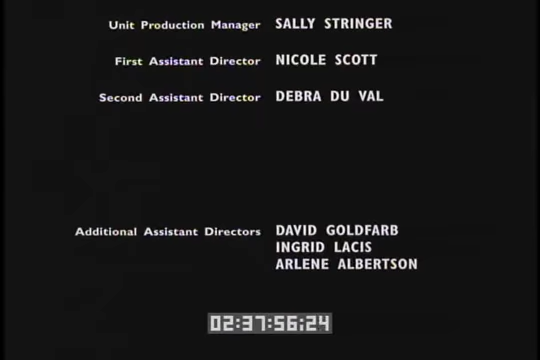 Unit Production Manager SALLY STRINGER
First Assistant Director NICOLE SCOTT
Second Assistant Director DEBRA DU VAL
Additional Assistant Directors DAVID GOLDFARB
INGRID LACIS
ARLENE ALBERTSON
02:37:56:24